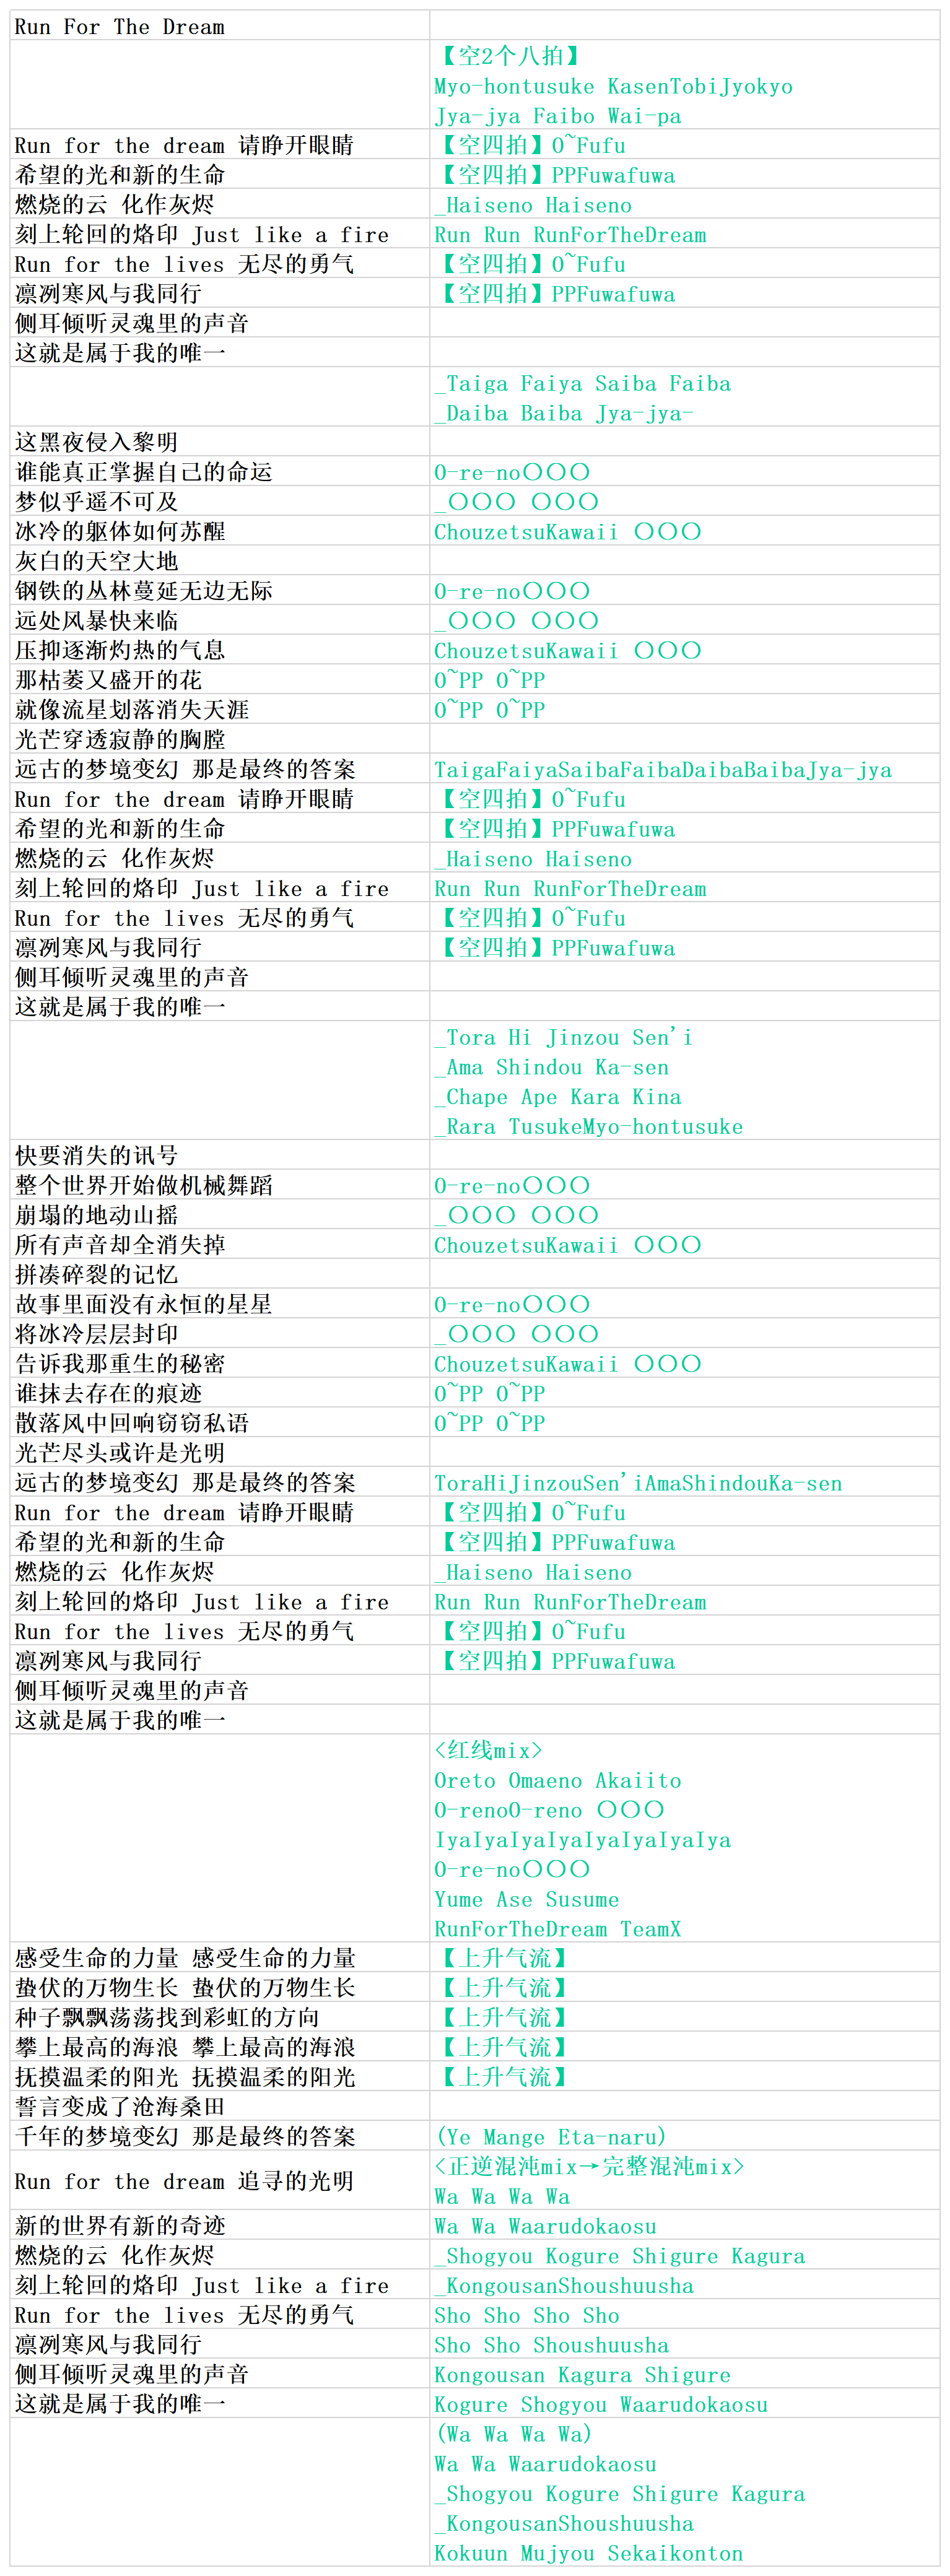 Run For The Dream
【空2个八拍】
Myo-hontusuke KasenTobiJyokyo
Jya-jya Faibo Wai-pa
Run for the dream 请睁开眼睛 【空四拍】O~Fufu
希望的光和新的生命 【空四拍】PPFuwafuwa
燃烧的云 化作灰烬 _Haiseno Haiseno
刻上轮回的烙印 Just like a fire Run Run RunForTheDream
Run for the lives 无尽的勇气 【空四拍】O~Fufu
凛冽寒风与我同行 【空四拍】PPFuwafuwa
侧耳倾听灵魂里的声音
这就是属于我的唯一
_Taiga Faiya Saiba Faiba
_Daiba Baiba Jya-jya-
这黑夜侵入黎明
谁能真正掌握自己的命运 O-re-no〇〇〇
梦似乎遥不可及 _〇〇〇 〇〇〇
冰冷的躯体如何苏醒 ChouzetsuKawaii 〇〇〇
灰白的天空大地
钢铁的丛林蔓延无边无际 O-re-no〇〇〇
远处风暴快来临 _〇〇〇 〇〇〇
压抑逐渐灼热的气息 ChouzetsuKawaii 〇〇〇
那枯萎又盛开的花 O~PP O~PP
就像流星划落消失天涯 O~PP O~PP
光芒穿透寂静的胸膛
远古的梦境变幻 那是最终的答案 TaigaFaiyaSaibaFaibaDaibaBaibaJya-jya
Run for the dream 请睁开眼睛 【空四拍】O~Fufu
希望的光和新的生命 【空四拍】PPFuwafuwa
燃烧的云 化作灰烬 _Haiseno Haiseno
刻上轮回的烙印 Just like a fire Run Run RunForTheDream
Run for the lives 无尽的勇气 【空四拍】O~Fufu
凛冽寒风与我同行 【空四拍】PPFuwafuwa
侧耳倾听灵魂里的声音
这就是属于我的唯一
_Tora Hi Jinzou Sen'i
_Ama Shindou Ka-sen
_Chape Ape Kara Kina
_Rara TusukeMyo-hontusuke
快要消失的讯号
整个世界开始做机械舞蹈 O-re-no〇〇〇
崩塌的地动山摇 _〇〇〇 〇〇〇
所有声音却全消失掉 ChouzetsuKawaii 〇〇〇
拼凑碎裂的记忆
故事里面没有永恒的星星 O-re-no〇〇〇
将冰冷层层封印 _〇〇〇 〇〇〇
告诉我那重生的秘密 ChouzetsuKawaii 〇〇〇
谁抹去存在的痕迹 O~PP O~PP
散落风中回响窃窃私语 O~PP O~PP
光芒尽头或许是光明
远古的梦境变幻 那是最终的答案 ToraHiJinzouSen'iAmaShindouKa-sen
Run for the dream 请睁开眼睛 【空四拍】O~Fufu
希望的光和新的生命 【空四拍】PPFuwafuwa
燃烧的云 化作灰烬 _Haiseno Haiseno
刻上轮回的烙印 Just like a fire Run Run RunForTheDream
Run for the lives 无尽的勇气 【空四拍】O~Fufu
凛冽寒风与我同行 【空四拍】PPFuwafuwa
侧耳倾听灵魂里的声音
这就是属于我的唯一
<红线mix>
Oreto Omaeno Akaiito
O-renoO-reno 〇〇〇
IyaIyaIyaIyaIyaIyaIyaIya
O-re-no〇〇〇
Yume Ase Susume
RunForTheDream TeamX
感受生命的力量 感受生命的力量 【上升气流】
蛰伏的万物生长 蛰伏的万物生长 【上升气流】
种子飘飘荡荡找到彩虹的方向 【上升气流】
攀上最高的海浪 攀上最高的海浪 【上升气流】
抚摸温柔的阳光 抚摸温柔的阳光 【上升气流】
誓言变成了沧海桑田
千年的梦境变幻 那是最终的答案 (Ye Mange Eta-naru)
<正逆混沌mix→完整混沌mix>
Run for the dream 追寻的光明 Wa Wa Wa Wa
新的世界有新的奇迹 Wa Wa Waarudokaosu
燃烧的云 化作灰烬 _Shogyou Kogure Shigure Kagura
刻上轮回的烙印 Just like a fire _KongousanShoushuusha
Run for the lives 无尽的勇气 Sho Sho Sho Sho
凛冽寒风与我同行 Sho Sho Shoushuusha
侧耳倾听灵魂里的声音 Kongousan Kagura Shigure
这就是属于我的唯一 Kogure Shogyou Waarudokaosu
(Wa Wa Wa Wa)
Wa Wa Waarudokaosu
_Shogyou Kogure Shigure Kagura
_KongousanShoushuusha
Kokuun Mujyou Sekaikonton